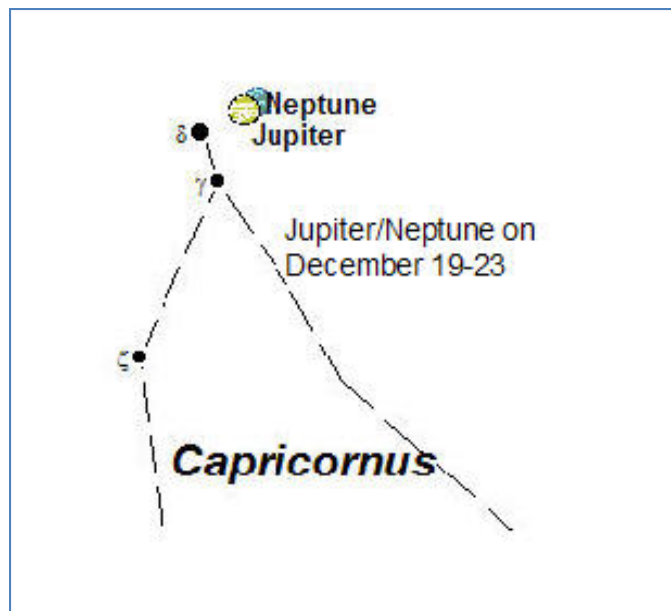 Neptune
δ Jupiter
γ
Jupiter/Neptune on
December 19-23
ζ
Capricornus